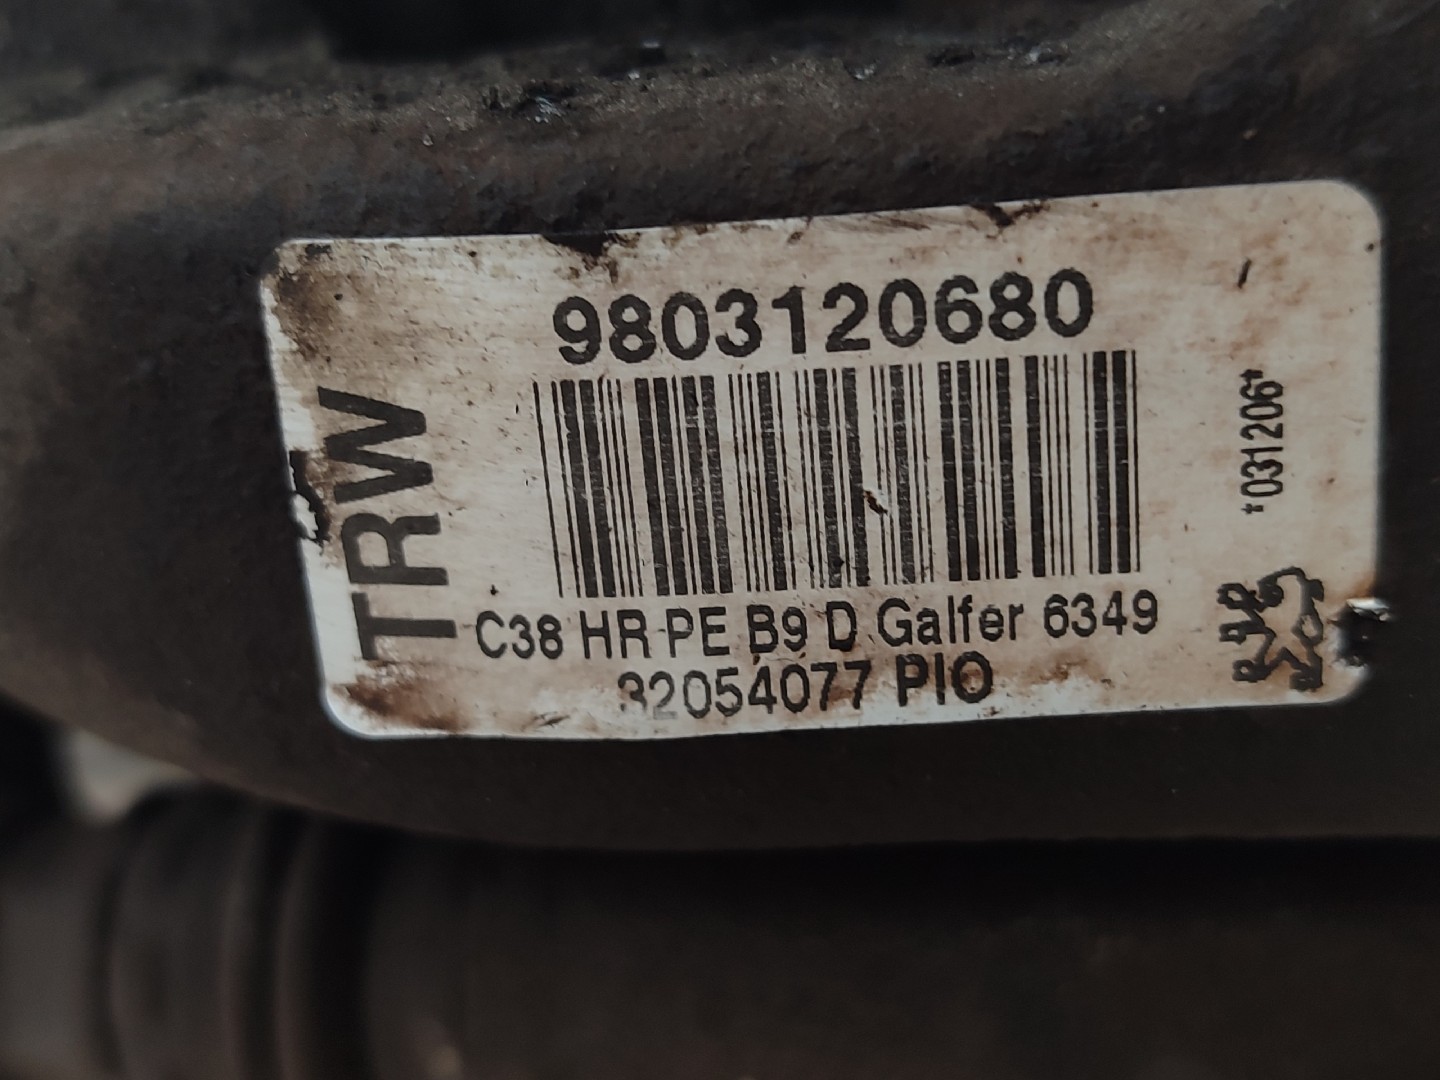 9803120680
TRW
*031206*
C38 HR PE B9 D Galfer 6349
32054077 PIO